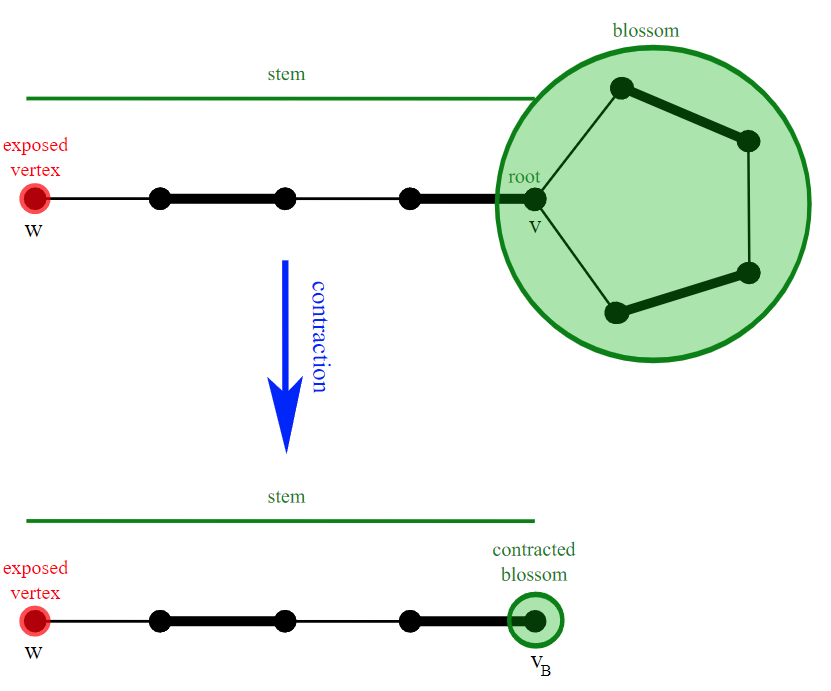 blossom
stem
exposed
vertex
root
w
v
contraction
stem
contracted
blossom
exposed
vertex
w
vB